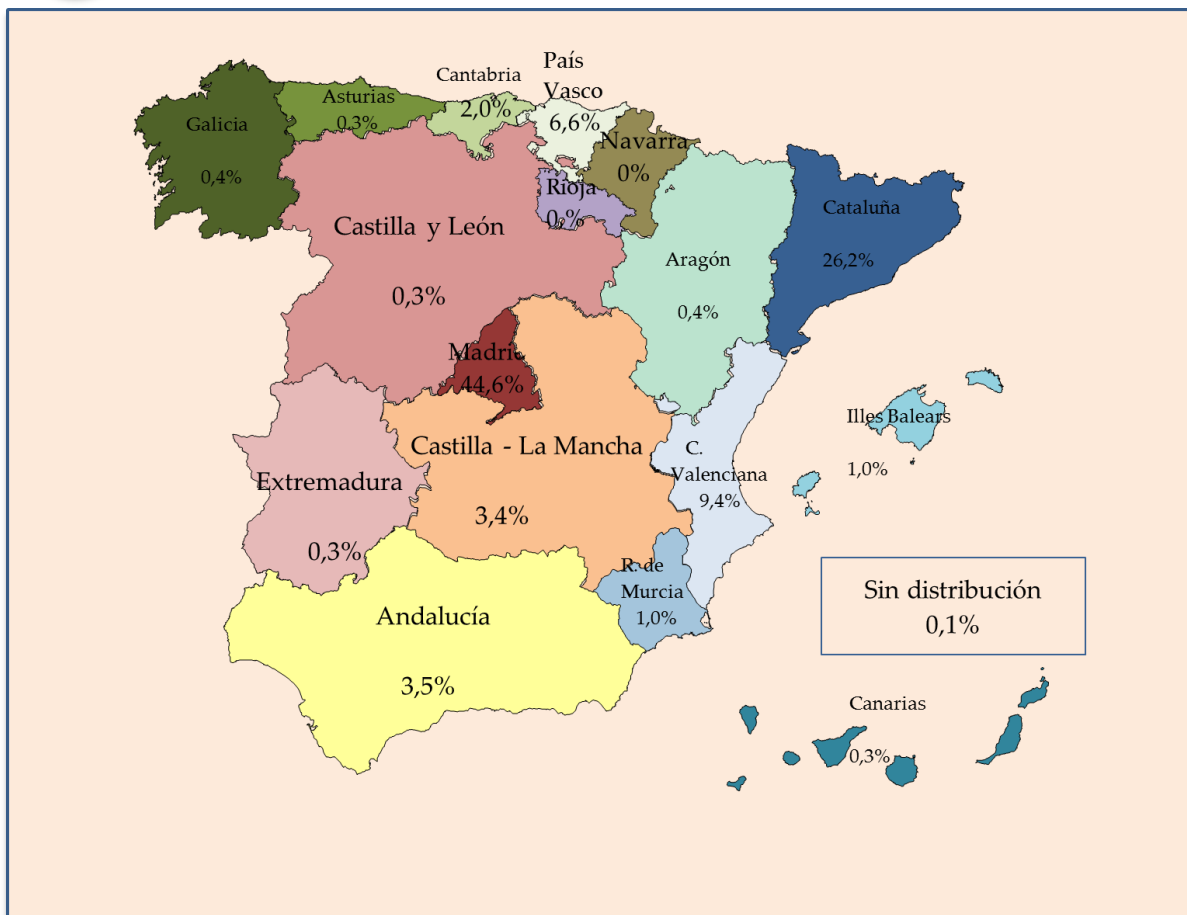 País
Vasco
6,6%
Cantabria
2,0%
Asturias
0,3%
Galicia
0,4%
Navarra
0%
Rioja
0,%
Castilla y León
0,3%
Aragón
0,4%
Cataluña
26,2%
Madrid
44,6%
Castilla - La Mancha
3,4%
C.
Valenciana
9,4%
Illes Balears
1,0%
Extremadura
0,3%
R. de
Murcia
1,0%
Andalucía
3,5%
Sin distribución
0,1%
Canarias
0,3%